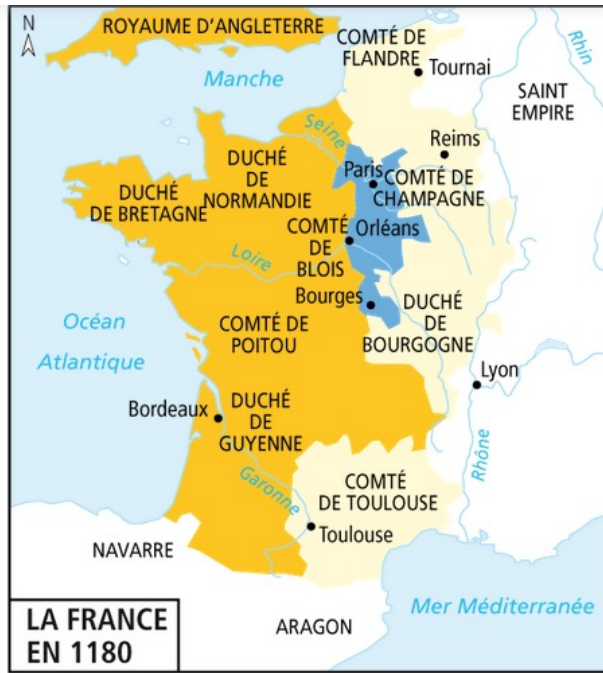 N
ROYAUME D'ANGLETERRE
COMTÉ DE
FLANDRE
Tournai
Rhin
Manche
SAINT
EMPIRE
Seine
Reims
DUCHÉ
DE
NORMANDIE
Paris
COMTÉ DE
CHAMPAGNE
DUCHÉ
DE BRETAGNE
Orléans
COMTÉ
DE
BLOIS
Loire
Bourges
DUCHÉ
DE
BOURGOGNE
Océan
Atlantique
COMTÉ DE
POITOU
Lyon
Bordeaux
DUCHÉ
DE
GUYENNE
Rhône
Garonne
COMTÉ
DE TOULOUSE
Toulouse
NAVARRE
Mer Méditerranée
ARAGON
LA FRANCE
EN 1180